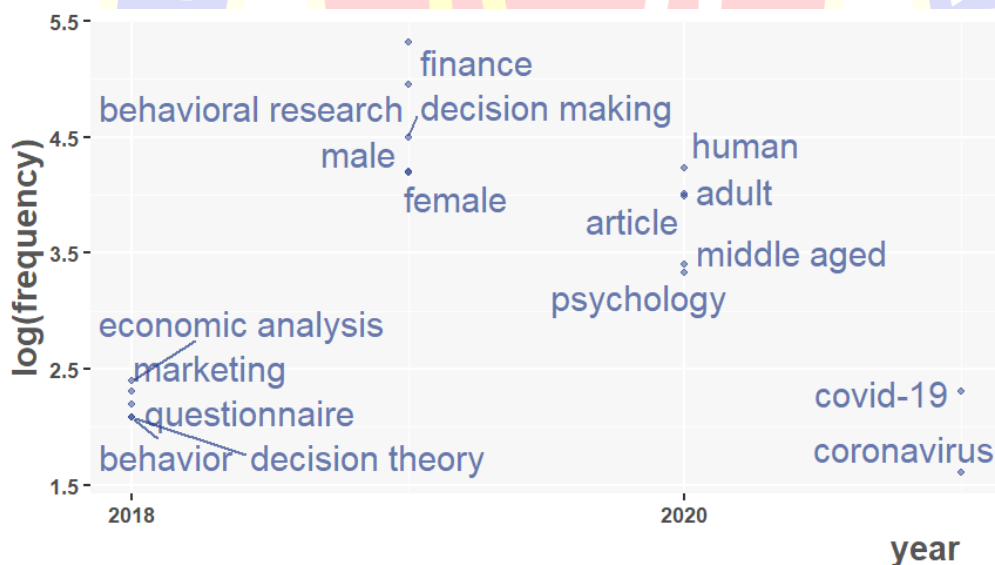 5.5
finance
behavioral research
decision making
4.5
male
human
female
adult
article
3.5
middle aged
psychology
economic analysis
2.5
marketing
covid-19
questionnaire
behavior
decision theory
coronavirus
1.5
2018
2020
year
log(frequency)